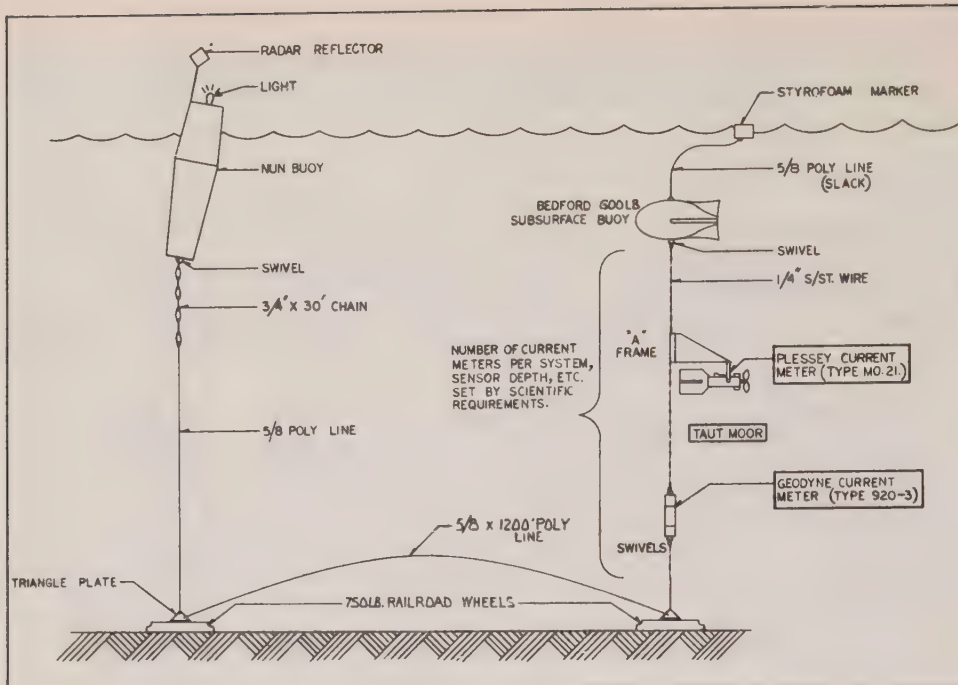 RADAR REFLECTOR
LIGHT
NUN BUOY
SWIVEL
3/4" X 30' CHAIN
5/8 POLY LINE
TRIANGLE PLATE
5/8 X 1200' POLY
LINE
750LB. RAILROAD WHEELS
STYROFOAM MARKER
5/8 POLY LINE
(SLACK)
BEDFORD 600LB.
SUBSURFACE BUOY
SWIVEL
1/4" S/ST. WIRE
"A"
FRAME
NUMBER OF CURRENT
METERS PER SYSTEM,
SENSOR DEPTH, ETC.
SET BY SCIENTIFIC
REQUIREMENTS.
PLESSEY CURRENT
METER (TYPE MO. 21.)
TAUT MOOR
GEODYNE CURRENT
METER (TYPE 920-3)
SWIVELS